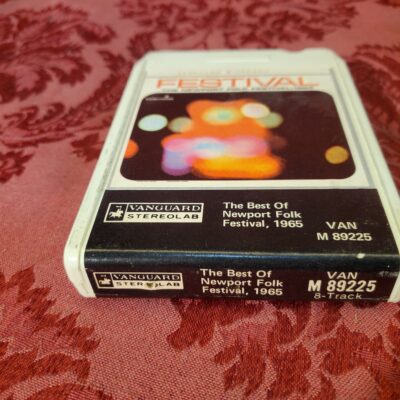 FESTIVAL
VANGUARD
STEREOLAB
The Best Of
Newport Folk
Festival, 1965
VAN
M 89225
VANGUARD
STEREOLAB
The Best Of
Newport Folk
Festival, 1965
VAN
M 89225
8-Track